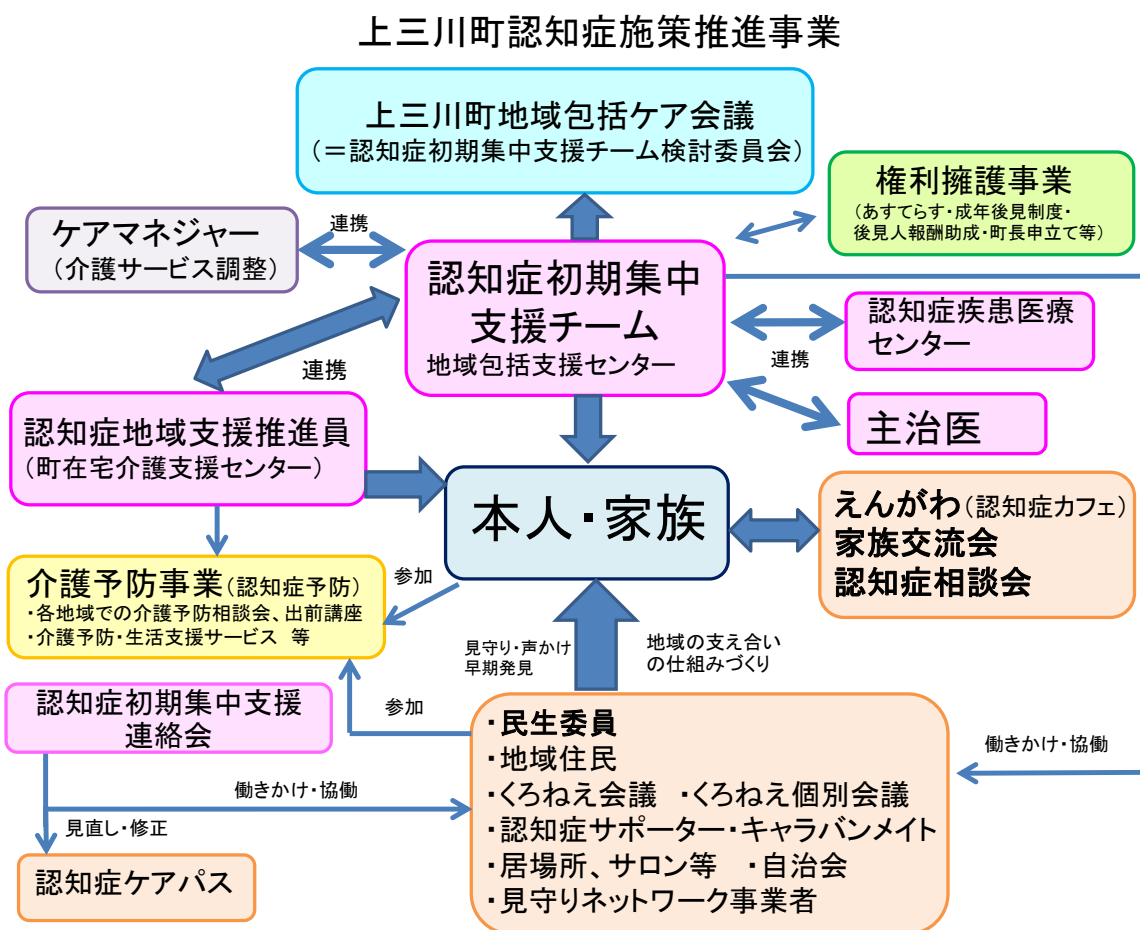 上三川町認知症施策推進事業
上三川町地域包括ケア会議
(=認知症初期集中支援チーム検討委員会)
権利擁護事業
(あすてらす・成年後見制度・
後見人報酬助成・町長申立て等)
ケアマネジャー
(介護サービス調整)
連携
認知症初期集中
支援チーム
地域包括支援センター
認知症疾患医療
センター
連携
連携
主治医
認知症地域支援推進員
(町在宅介護支援センター)
本人・家族
えんがわ(認知症カフェ)
家族交流会
認知症相談会
介護予防事業(認知症予防)
・各地域での介護予防相談会、出前講座
・介護予防・生活支援サービス 等
参加
見守り・声かけ
早期発見
地域の支え合い
の仕組みづくり
認知症初期集中支援
連絡会
参加
・民生委員
・地域住民
・くろねえ会議 ・くろねえ個別会議
・認知症サポーター・キャラバンメイト
・居場所、サロン等 ・自治会
・見守りネットワーク事業者
働きかけ・協働
働きかけ・協働
見直し・修正
認知症ケアパス